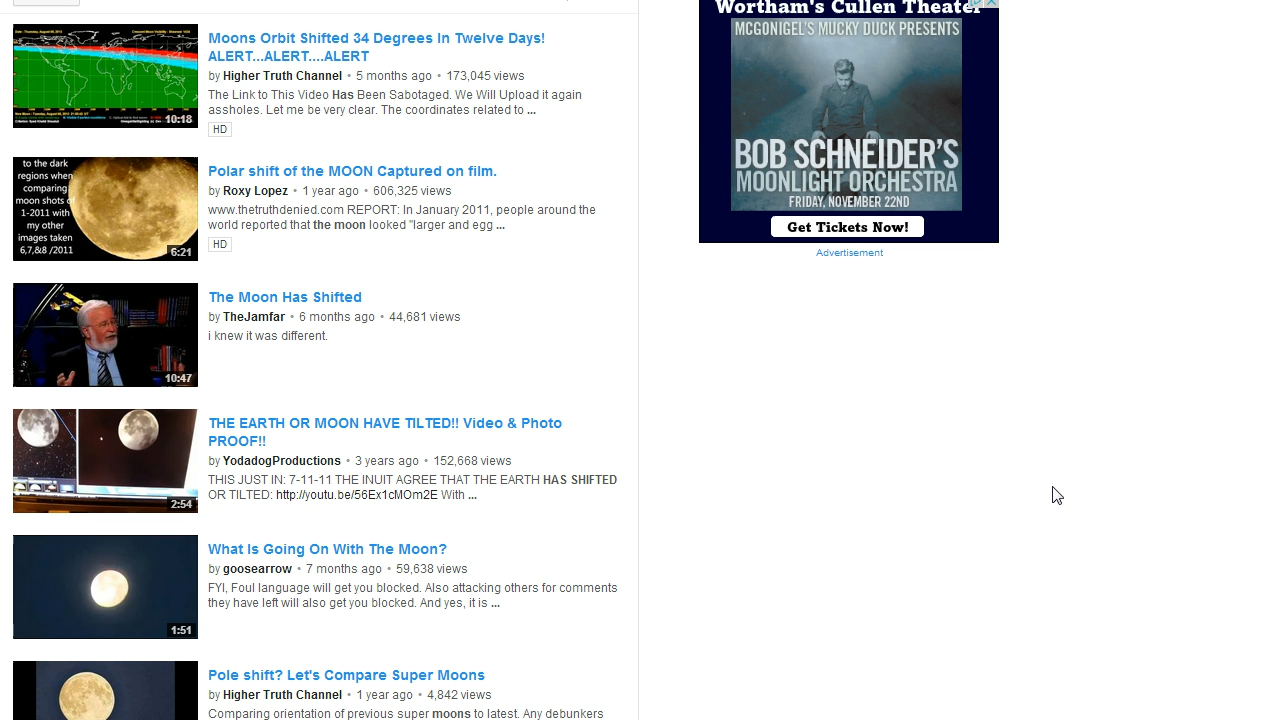 Moons Orbit Shifted 34 Degrees In Twelve Days!
ALERT...ALERT....ALERT
by Higher Truth Channel • 5 months ago • 173,045 views
The Link to This Video Has Been Sabotaged. We Will Upload it again
assholes. Let me be very clear. The coordinates related to ...
HD
10:18
to the dark
regions when
comparing
moon shots of
1-2011 with
my other
images taken
6,7,&8 /2011
6:21
Polar shift of the MOON Captured on film.
by Roxy Lopez • 1 year ago • 606,325 views
www.thetruthdenied.com REPORT: In January 2011, people around the
world reported that the moon looked "larger and egg ...
HD
10:47
The Moon Has Shifted
by TheJamfar • 6 months ago • 44,681 views
i knew it was different.
2:54
THE EARTH OR MOON HAVE TILTED!! Video & Photo
PROOF!!
by YodadogProductions • 3 years ago • 152,668 views
THIS JUST IN: 7-11-11 THE INUIT AGREE THAT THE EARTH HAS SHIFTED
OR TILTED: http://youtu.be/56Ex1cMOm2E With ...
1:51
What Is Going On With The Moon?
by goosearrow • 7 months ago • 59,638 views
FYI, Foul language will get you blocked. Also attacking others for comments
they have left will also get you blocked. And yes, it is ...
Pole shift? Let's Compare Super Moons
by Higher Truth Channel • 1 year ago • 4,842 views
Comparing orientation of previous super moons to latest. Any debunkers
Wortham's Cullen Theater
MCGONIGEL'S MUCKY DUCK PRESENTS
BOB SCHNEIDER'S
MOONLIGHT ORCHESTRA
FRIDAY, NOVEMBER 22ND
Get Tickets Now!
Advertisement